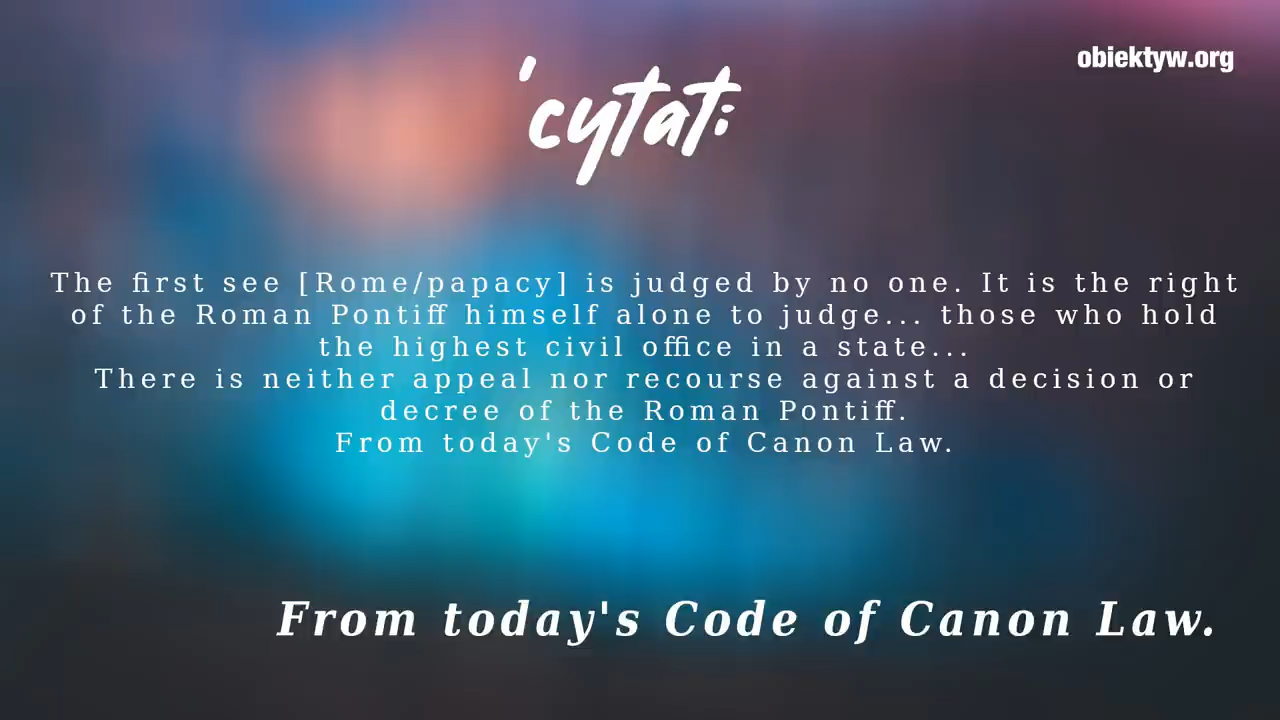 obiektyw.org
'cytat:
The first see [Rome/papacy] is judged by no one. It is the right
of the Roman Pontiff himself alone to judge... those who hold
the highest civil office in a state...
There is neither appeal nor recourse against a decision or
decree of the Roman Pontiff.
From today's Code of Canon Law.
From today's Code of Canon Law.